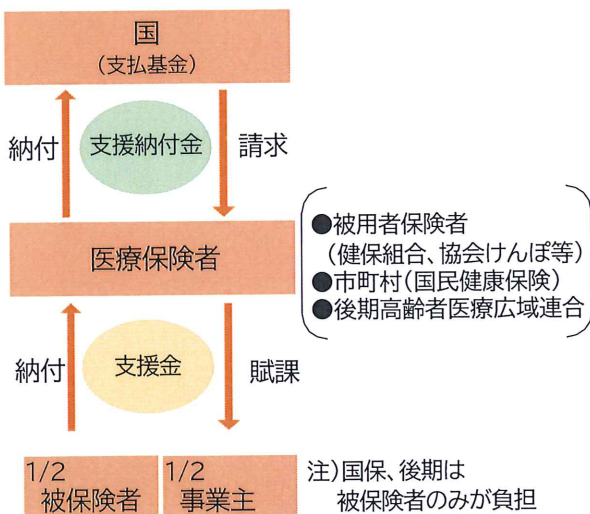 国
(支払基金)
納付
支援納付金
請求
医療保険者
●被用者保険者
(健保組合、協会けんぽ等)
●市町村(国民健康保険)
●後期高齢者医療広域連合
納付
支援金
賦課
1/2
被保険者
1/2
事業主
注)国保、後期は
被保険者のみが負担